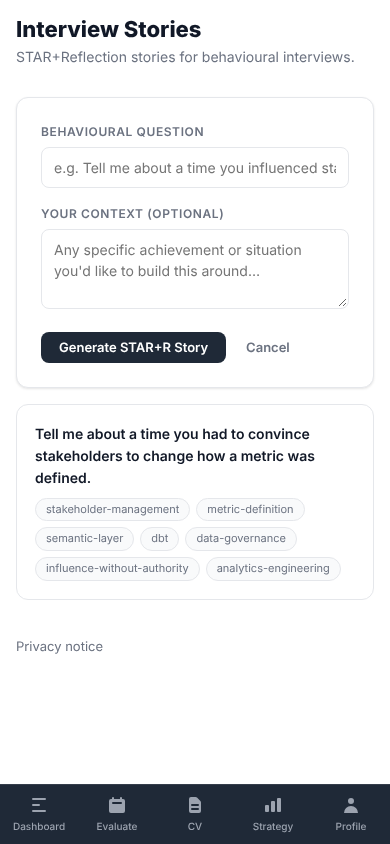 Interview Stories
STAR+Reflection stories for behavioural interviews.
BEHAVIOURAL QUESTION
e.g. Tell me about a time you influenced sta
YOUR CONTEXT (OPTIONAL)
Any specific achievement or situation
you'd like to build this around...
Generate STAR+R Story Cancel
Tell me about a time you had to convince
stakeholders to change how a metric was
defined.
stakeholder-management metric-definition
semantic-layer dbt data-governance
influence-without-authority analytics-engineering
Privacy notice
Dashboard Evaluate CV Strategy Profile